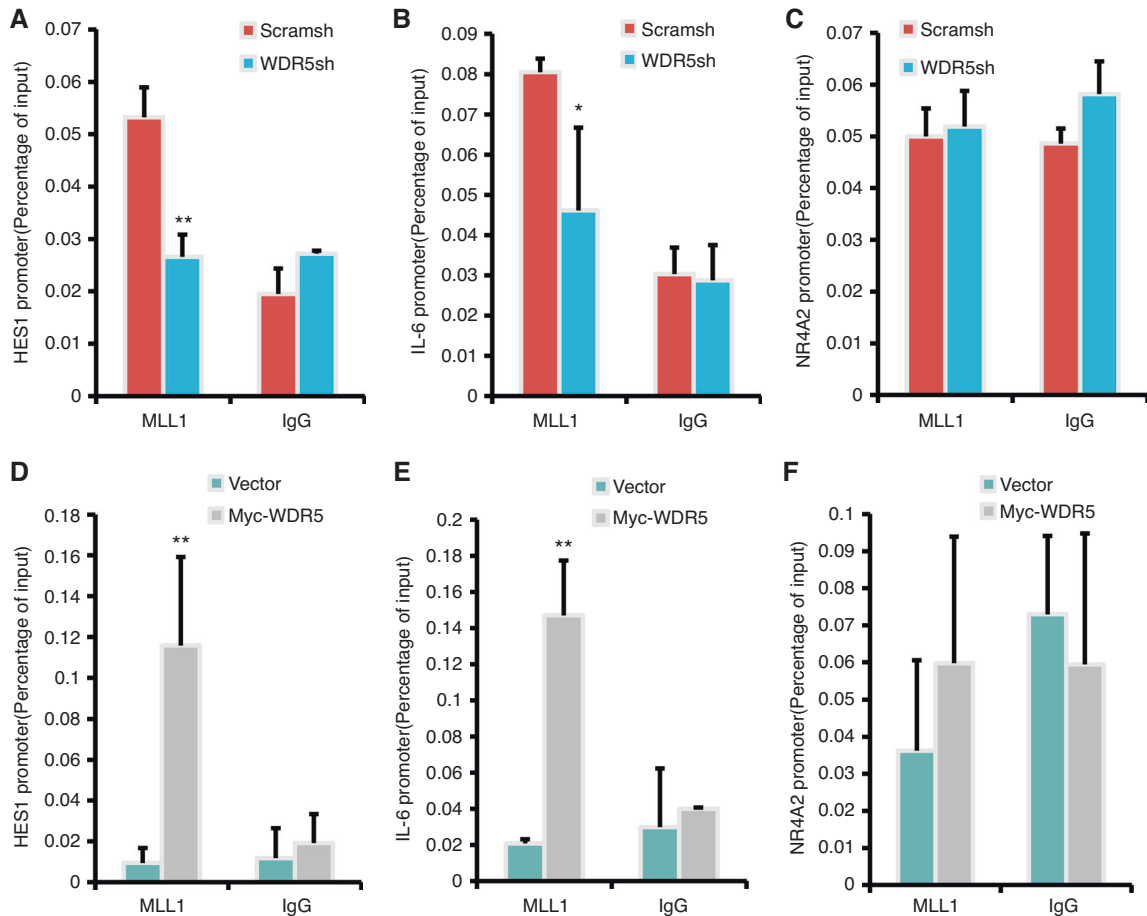 A
Scramsh
WDR5sh
HES1 promoter(Percentage of input)
0.07
0.06
0.05
0.04
0.03
0.02
0.01
0
**
MLL1
IgG
B
Scramsh
WDR5sh
IL-6 promoter(Percentage of input)
0.09
0.08
0.07
0.06
0.05
0.04
0.03
0.02
0.01
0
*
MLL1
IgG
C
Scramsh
WDR5sh
NR4A2 promoter(Percentage of input)
0.07
0.06
0.05
0.04
0.03
0.02
0.01
0
MLL1
IgG
D
Vector
Myc-WDR5
HES1 promoter(Percentage of input)
0.18
0.16
0.14
0.12
0.1
0.08
0.06
0.04
0.02
0
**
MLL1
IgG
E
Vector
Myc-WDR5
IL-6 promoter(Percentage of input)
0.2
0.18
0.16
0.14
0.12
0.1
0.08
0.06
0.04
0.02
0
**
MLL1
IgG
F
Vector
Myc-WDR5
NR4A2 promoter(Percentage of input)
0.1
0.09
0.08
0.07
0.06
0.05
0.04
0.03
0.02
0.01
0
MLL1
IgG